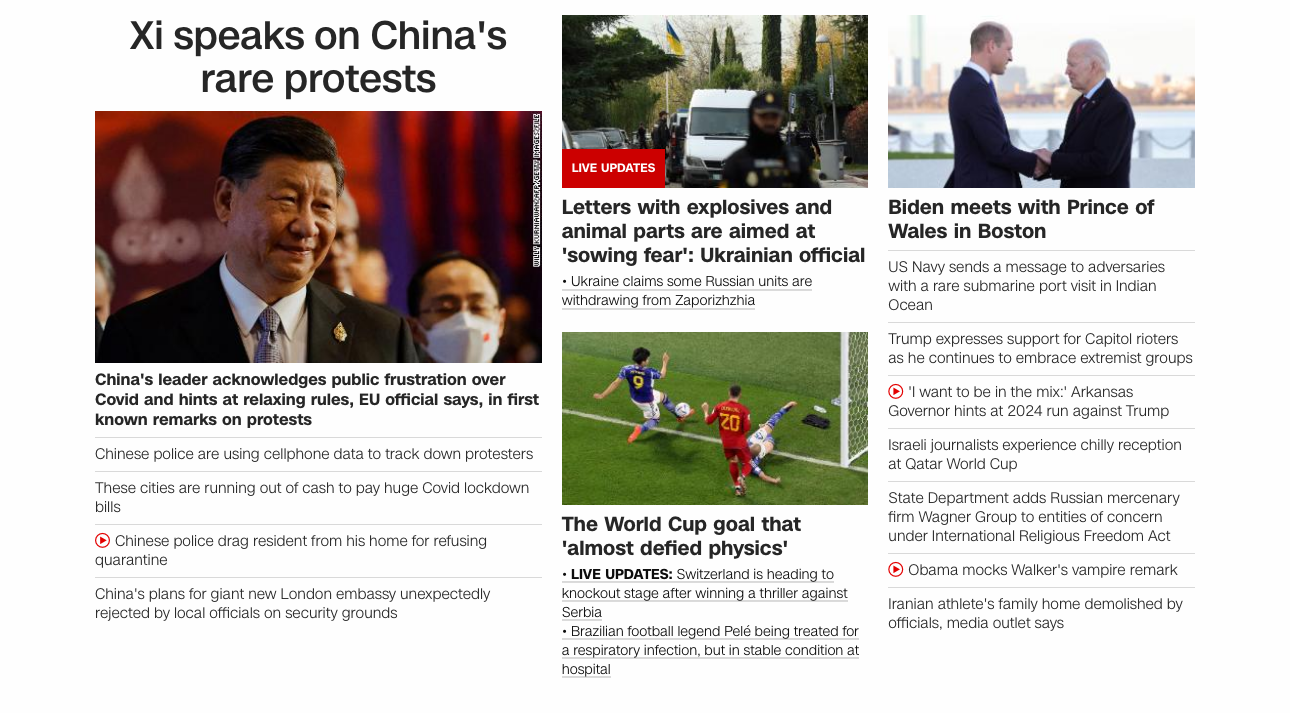 Xi speaks on China's
rare protests
WILLY KURNIAWAN/AFP/GETTY IMAGES/FILE
China's leader acknowledges public frustration over
Covid and hints at relaxing rules, EU official says, in first
known remarks on protests
Chinese police are using cellphone data to track down protesters
These cities are running out of cash to pay huge Covid lockdown
bills
Chinese police drag resident from his home for refusing
quarantine
China's plans for giant new London embassy unexpectedly
rejected by local officials on security grounds
LIVE UPDATES
Letters with explosives and
animal parts are aimed at
'sowing fear': Ukrainian official
• Ukraine claims some Russian units are
withdrawing from Zaporizhzhia
9
20
The World Cup goal that
'almost defied physics'
• LIVE UPDATES: Switzerland is heading to
knockout stage after winning a thriller against
Serbia
• Brazilian football legend Pelé being treated for
a respiratory infection, but in stable condition at
hospital
Biden meets with Prince of
Wales in Boston
US Navy sends a message to adversaries
with a rare submarine port visit in Indian
Ocean
Trump expresses support for Capitol rioters
as he continues to embrace extremist groups
'I want to be in the mix:' Arkansas
Governor hints at 2024 run against Trump
Israeli journalists experience chilly reception
at Qatar World Cup
State Department adds Russian mercenary
firm Wagner Group to entities of concern
under International Religious Freedom Act
Obama mocks Walker's vampire remark
Iranian athlete's family home demolished by
officials, media outlet says